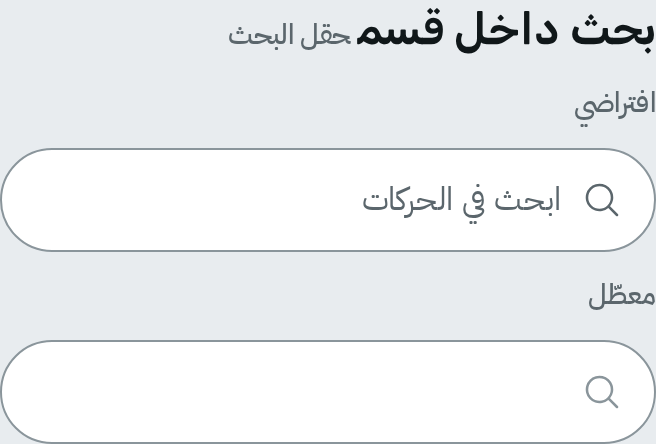 بحث داخل قسم حقل البحث
افتراضي
ابحث في الحركات
معطّل